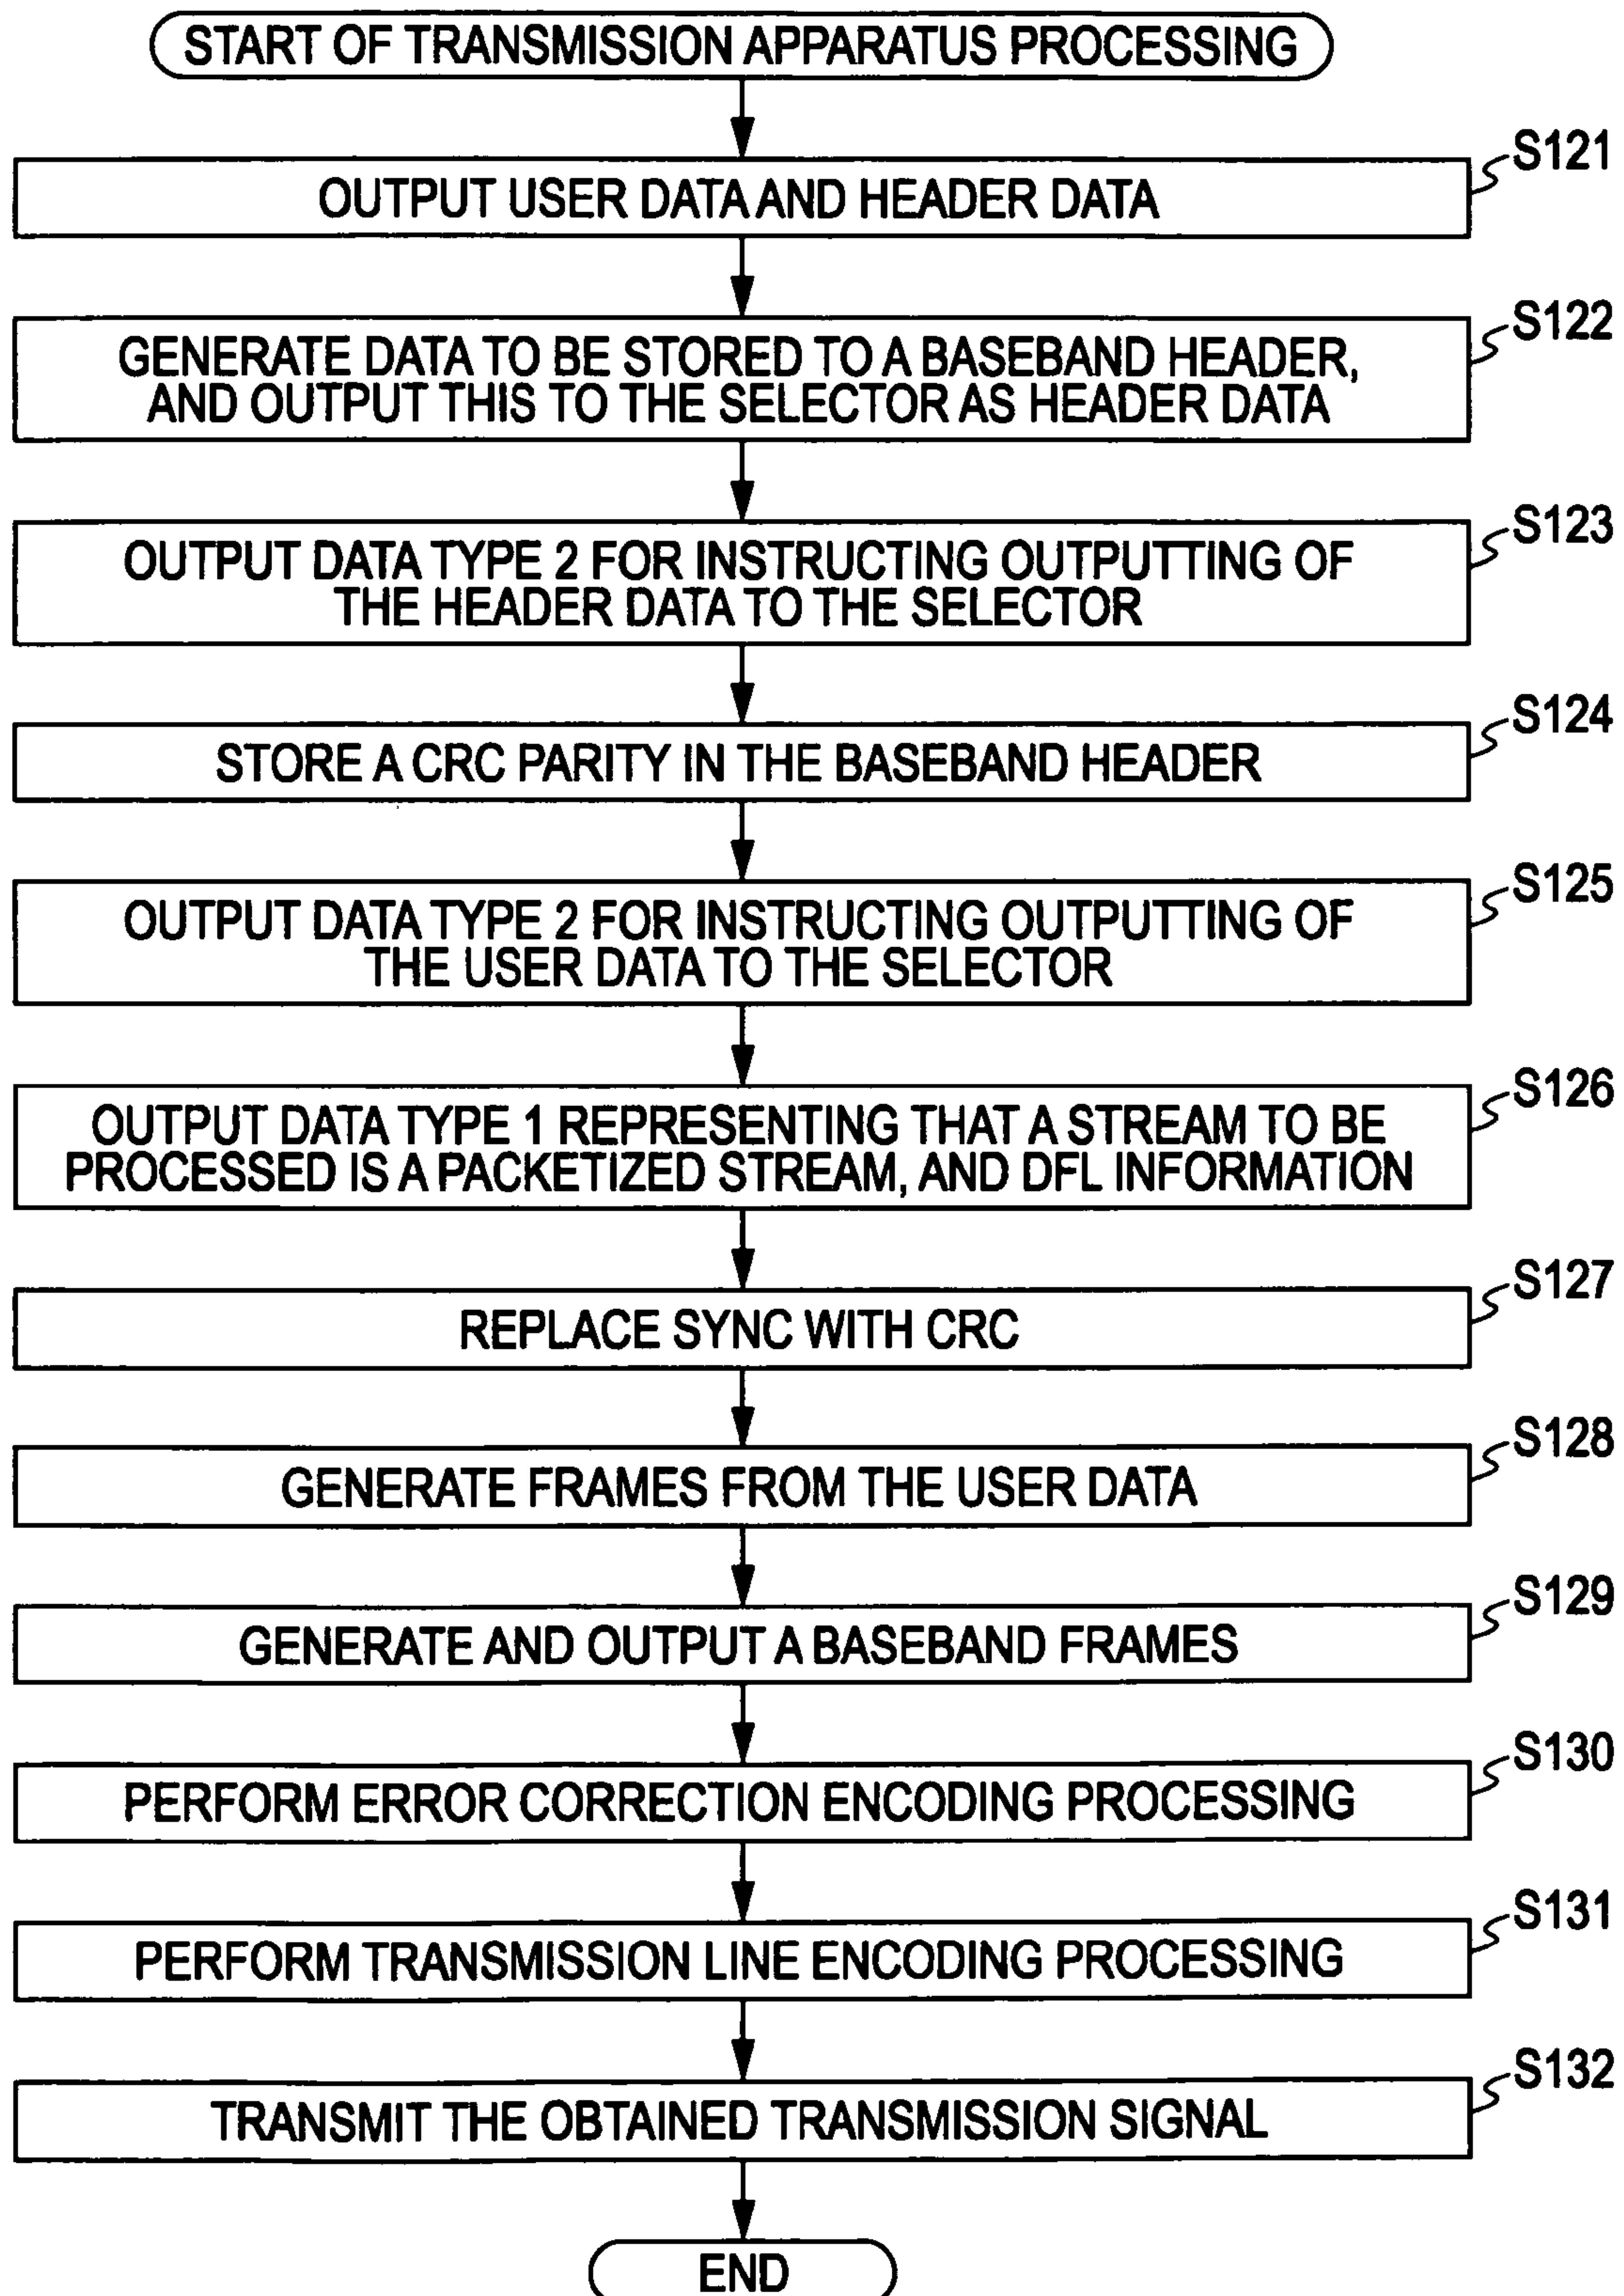 START OF TRANSMISSION APPARATUS PROCESSING
S121
OUTPUT USER DATA AND HEADER DATA
S122
GENERATE DATA TO BE STORED TO A BASEBAND HEADER,
AND OUTPUT THIS TO THE SELECTOR AS HEADER DATA
S123
OUTPUT DATA TYPE 2 FOR INSTRUCTING OUTPUTTING OF
THE HEADER DATA TO THE SELECTOR
S124
STORE A CRC PARITY IN THE BASEBAND HEADER
S125
OUTPUT DATA TYPE 2 FOR INSTRUCTING OUTPUTTING OF
THE USER DATA TO THE SELECTOR
S126
OUTPUT DATA TYPE 1 REPRESENTING THAT A STREAM TO BE
PROCESSED IS A PACKETIZED STREAM, AND DFL INFORMATION
S127
REPLACE SYNC WITH CRC
S128
GENERATE FRAMES FROM THE USER DATA
S129
GENERATE AND OUTPUT A BASEBAND FRAMES
S130
PERFORM ERROR CORRECTION ENCODING PROCESSING
S131
PERFORM TRANSMISSION LINE ENCODING PROCESSING
S132
TRANSMIT THE OBTAINED TRANSMISSION SIGNAL
END